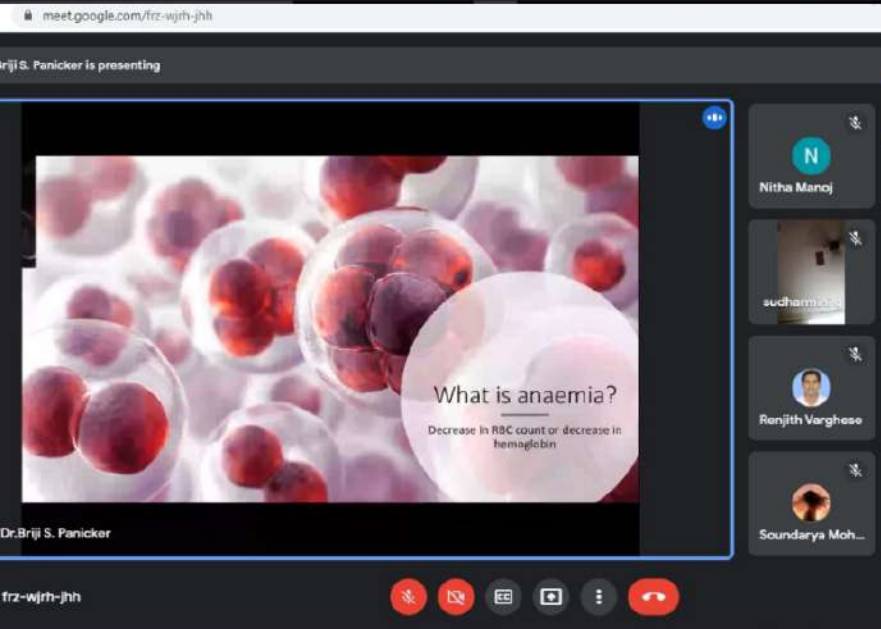 meet.google.com/frz-wjrh-jhh
Briji S. Panicker is presenting
N
Nitha Manoj
What is anaemia?
Decrease in RBC count or decrease in
hemoglobin
Renjith Varghese
Soundarya Moh...
Dr.Briji S. Panicker
frz-wjrh-jhh
CC